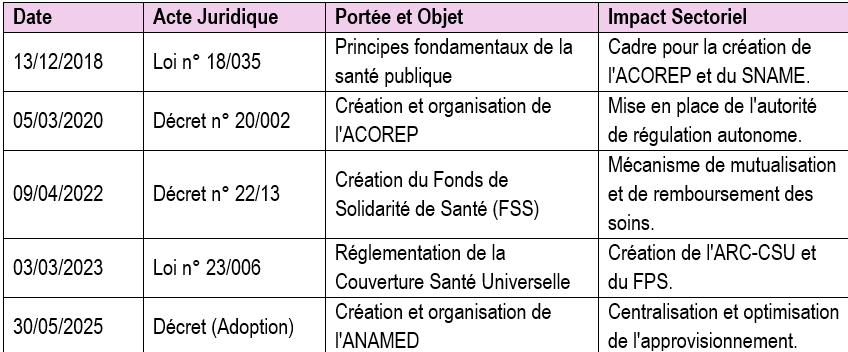 Date Acte Juridique Portée et Objet Impact Sectoriel
13/12/2018 Loi n° 18/035 Principes fondamentaux de la santé publique Cadre pour la création de l'ACOREP et du SNAME.
05/03/2020 Décret n° 20/002 Création et organisation de l'ACOREP Mise en place de l'autorité de régulation autonome.
09/04/2022 Décret n° 22/13 Création du Fonds de Solidarité de Santé (FSS) Mécanisme de mutualisation et de remboursement des soins.
03/03/2023 Loi n° 23/006 Réglementation de la Couverture Santé Universelle Création de l'ARC-CSU et du FPS.
30/05/2025 Décret (Adoption) Création et organisation de l'ANAMED Centralisation et optimisation de l'approvisionnement.